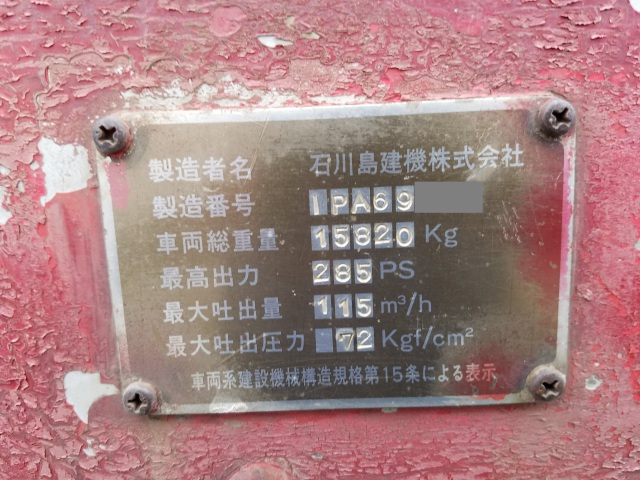 製造者名 石川島建機株式会社
製造番号 IPA69
車両総重量 15820 Kg
最高出力 285 PS
最大吐出量 115 m³/h
最大吐出圧力 72 Kgf/cm²
車両系建設機械構造規格第15条による表示